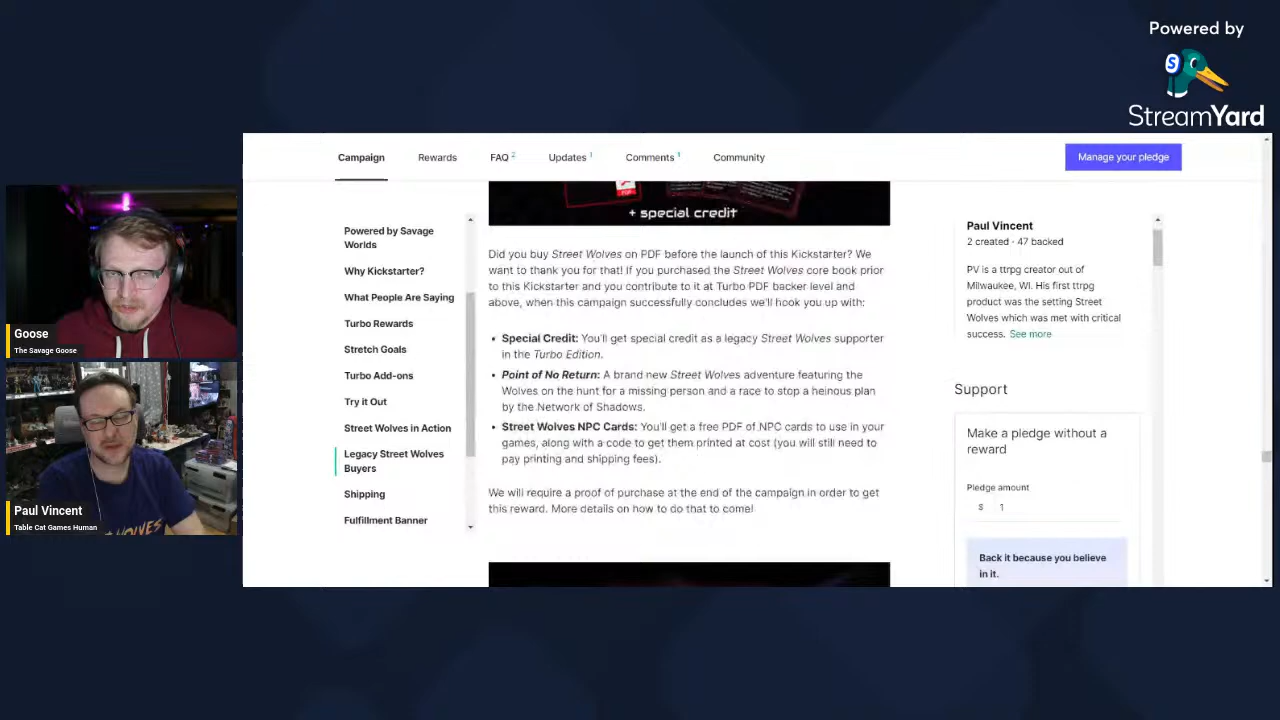 Powered by
S
StreamYard
Campaign
Rewards
FAQ 2
Updates 1
Comments 1
Community
Manage your pledge
Goose
The Savage Goose
Paul Vincent
Table Cat Games Human
Powered by Savage
Worlds
Why Kickstarter?
What People Are Saying
Turbo Rewards
Stretch Goals
Turbo Add-ons
Try it Out
Street Wolves in Action
Legacy Street Wolves
Buyers
Shipping
Fulfillment Banner
PDF
+ special credit
Did you buy Street Wolves on PDF before the launch of this Kickstarter? We
want to thank you for that! If you purchased the Street Wolves core book prior
to this Kickstarter and you contribute to it at Turbo PDF backer level and
above, when this campaign successfully concludes we'll hook you up with:
• Special Credit: You'll get special credit as a legacy Street Wolves supporter
in the Turbo Edition.
• Point of No Return: A brand new Street Wolves adventure featuring the
Wolves on the hunt for a missing person and a race to stop a heinous plan
by the Network of Shadows.
• Street Wolves NPC Cards: You'll get a free PDF of NPC cards to use in your
games, along with a code to get them printed at cost (you will still need to
pay printing and shipping fees).
We will require a proof of purchase at the end of the campaign in order to get
this reward. More details on how to do that to come!
Paul Vincent
2 created · 47 backed
PV is a ttrpg creator out of
Milwaukee, WI. His first ttrpg
product was the setting Street
Wolves which was met with critical
success. See more
Support
Make a pledge without a
reward
Pledge amount
$ 1
Back it because you believe
in it.